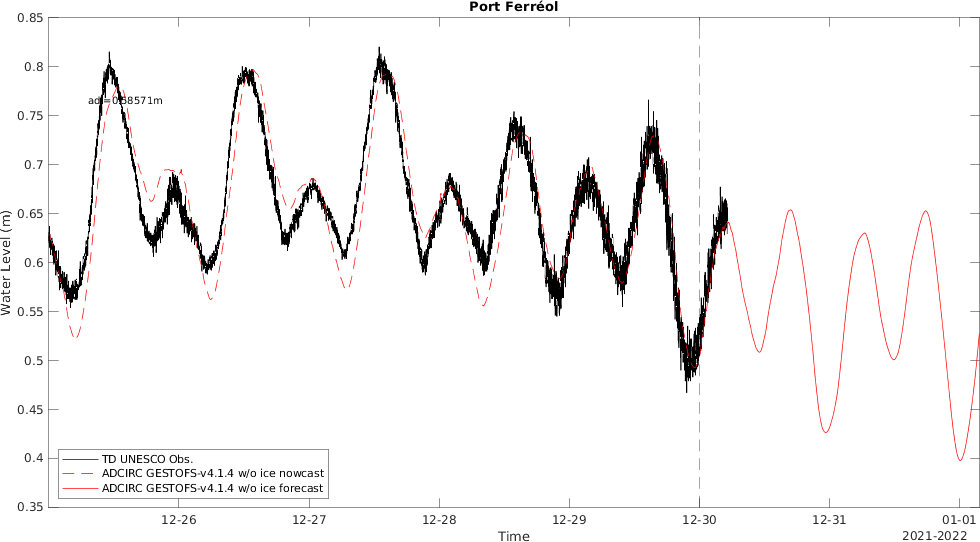 Port Ferréol
0.85
0.8
0.75
0.7
0.65
0.6
0.55
0.5
0.45
0.4
0.35
Water Level (m)
adj=0.58571m
TD UNESCO Obs.
ADCIRC GESTOFS-v4.1.4 w/o ice nowcast
ADCIRC GESTOFS-v4.1.4 w/o ice forecast
12-26
12-27
12-28
12-29
12-30
12-31
01-01
Time
2021-2022